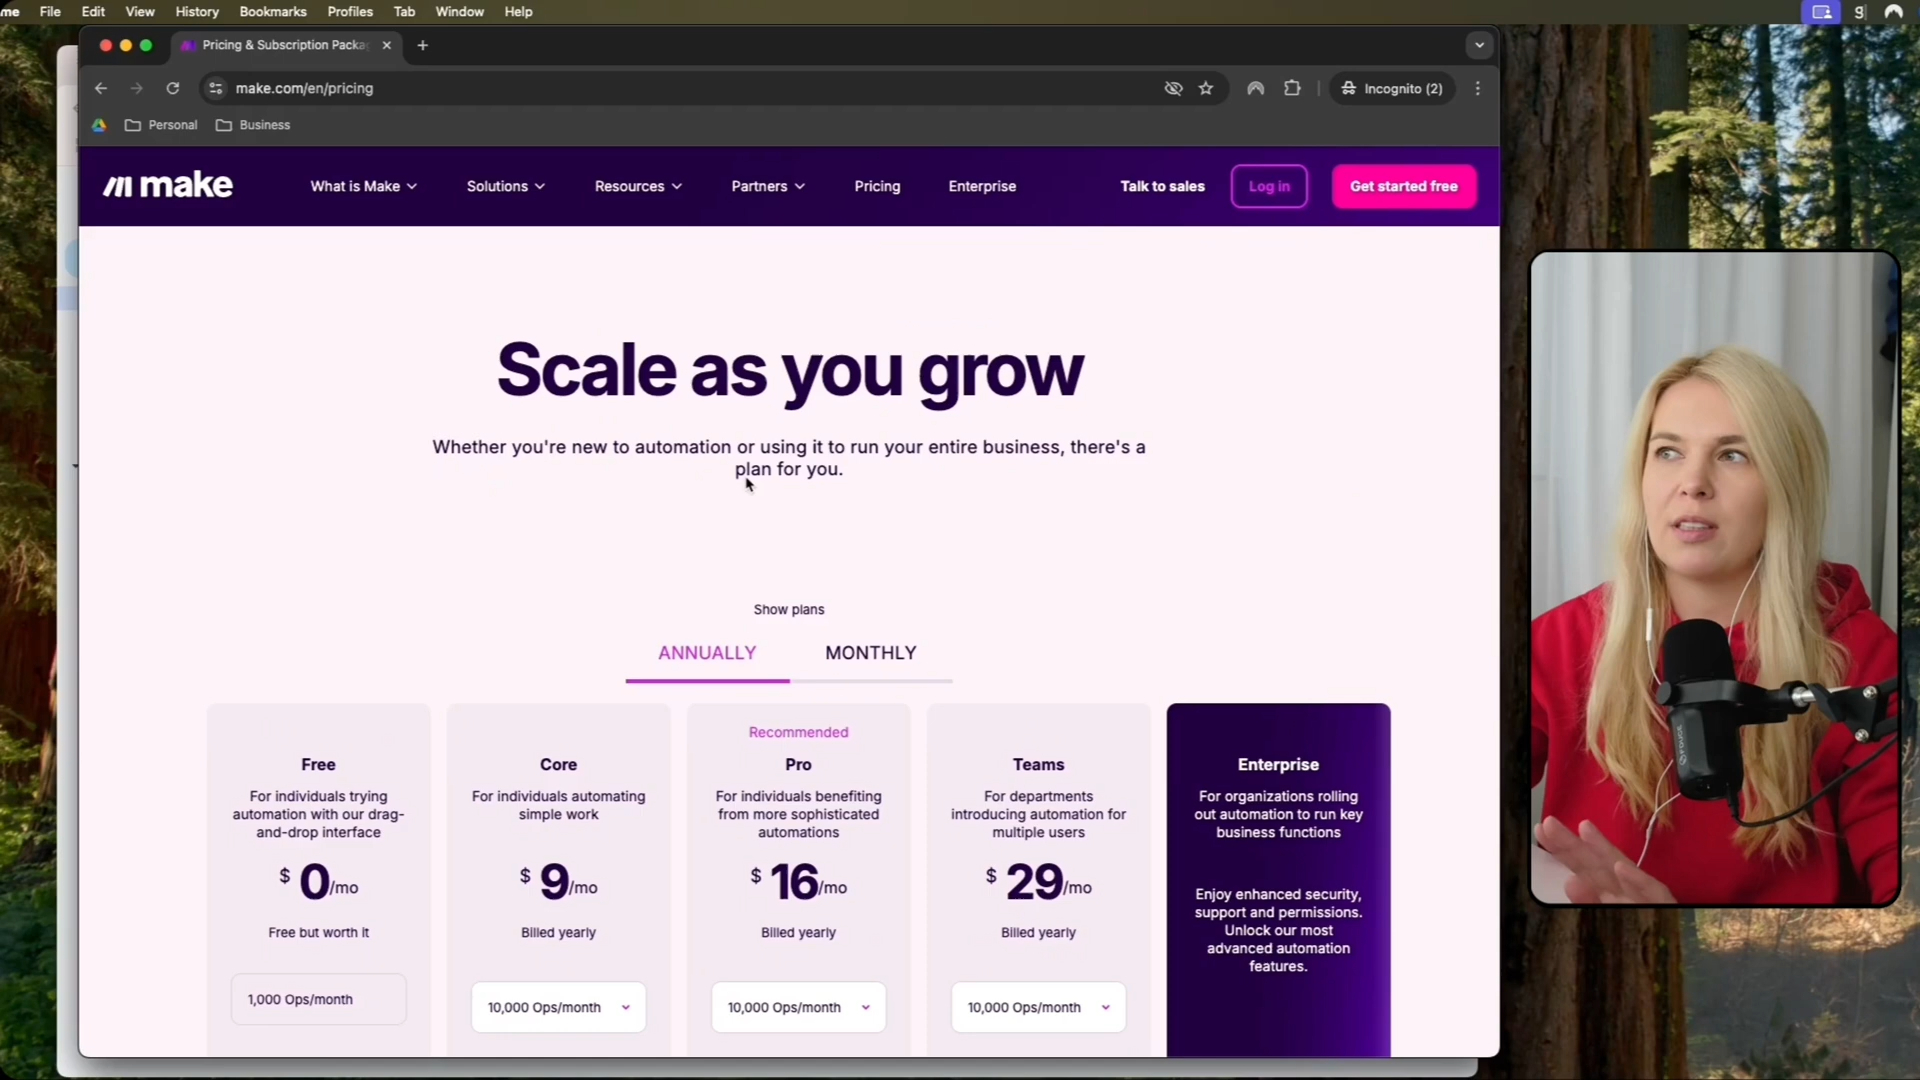 me File Edit View History Bookmarks Profiles Tab Window Help
Pricing & Subscription Packa
make.com/en/pricing
Incognito (2)
Personal Business
make What is Make Solutions Resources Partners Pricing Enterprise Talk to sales Log in Get started free
Scale as you grow
Whether you're new to automation or using it to run your entire business, there's a
plan for you.
Show plans
ANNUALLY MONTHLY
Free
For individuals trying
automation with our drag-
and-drop interface
$ 0/mo
Free but worth it
1,000 Ops/month
Core
For individuals automating
simple work
$ 9/mo
Billed yearly
10,000 Ops/month
Recommended
Pro
For individuals benefiting
from more sophisticated
automations
$ 16/mo
Billed yearly
10,000 Ops/month
Teams
For departments
introducing automation for
multiple users
$ 29/mo
Billed yearly
10,000 Ops/month
Enterprise
For organizations rolling
out automation to run key
business functions
Enjoy enhanced security,
support and permissions.
Unlock our most
advanced automation
features.